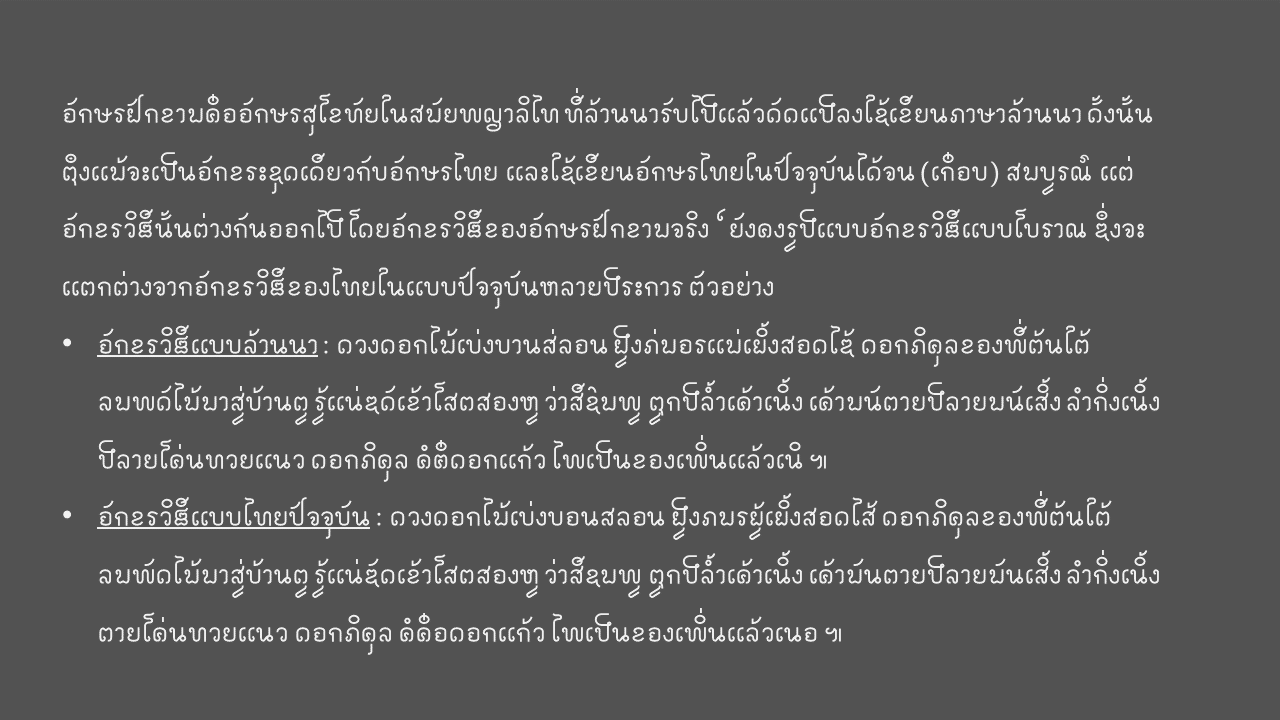 อักษรฝักขามคืออักษรสุโขทัยในสมัยพญาลิไท ที่ล้านนารับไปแล้วดัดแปลงใช้เขียนภาษาล้านนา ดังนั้น
ถึงแม้จะเป็นอักขระชุดเดียวกับอักษรไทย และใช้เขียนอักษรไทยในปัจจุบันได้จน (เกือบ) สมบูรณ์ แต่
อักขรวิธีนั้นต่างกันออกไป โดยอักขรวิธีของอักษรฝักขามจริง ๆ ยังคงรูปแบบอักขรวิธีแบบโบราณ ซึ่งจะ
แตกต่างจากอักขรวิธีของไทยในแบบปัจจุบันหลายประการ ตัวอย่าง
• อักขรวิธีแบบล้านนา : ดวงดอกไม้เบ่งบานส่ลอน ฝูงภ่มอรแม่เผิ้งสอดไซ้ ดอกภิดุลของพี่ต้นใต้
ลมพด์ไม้มาสู่บ้านตู รู้แน่ชด์เข้าโสตสองหู ว่าสีชิมพู ถูกปล้ำเค้าเนิ้ง เค้ามน์ตายปลายมน์เสิ้ง ลำกิ่งเนิ้ง
ปลายโค่นทวยแนว ดอกภิดุล คํตืดอกแก้ว ไพเป็นของเพิ่นแล้วเนิ ฯ
• อักขรวิธีแบบไทยปัจจุบัน : ดวงดอกไม้เบ่งบอนสลอน ฝูงภมรผู้เผิ้งสอดไส้ ดอกภิดุลของพี่ต้นใต้
ลมพัดไม้มาสู่บ้านตู รู้แน่ชัดเข้าโสตสองหู ว่าสีชมพู ถูกปล้ำเค้าเนิ้ง เค้ามันตายปลายมันเสิ้ง ลำกิ่งเนิ้ง
ตายโค่นทวยแนว ดอกภิดุล คํคือดอกแก้ว ไพเป็นของเพิ่นแล้วเนอ ฯ